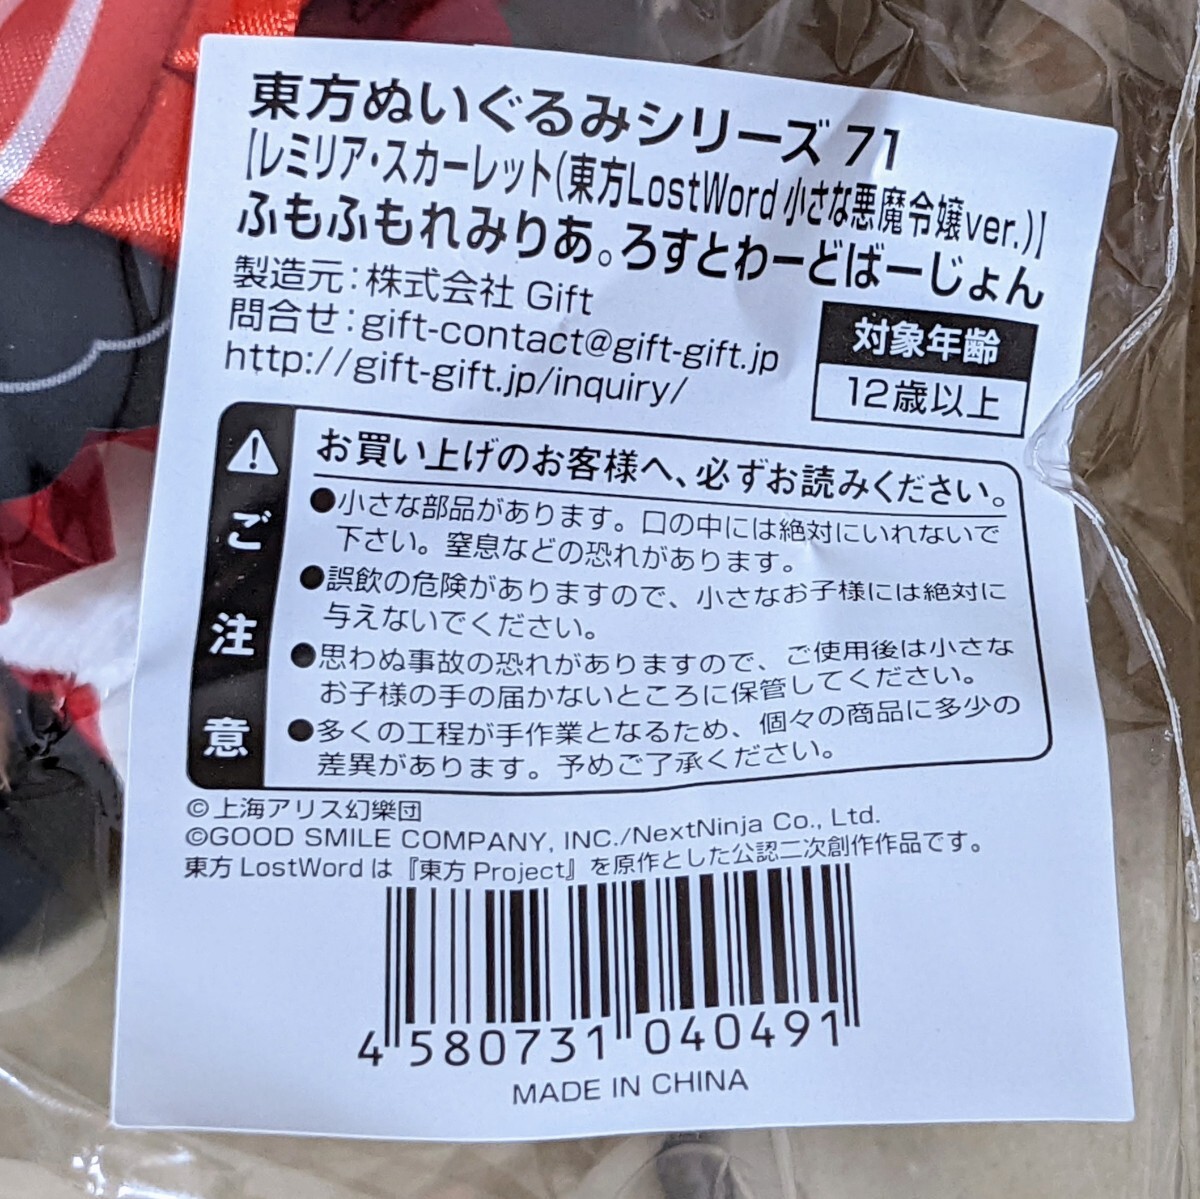 東方ぬいぐるみシリーズ 71
【レミリア・スカーレット(東方LostWord 小さな悪魔令嬢ver.)】
ふもふもれみりあ。ろすとわーどばーじょん
製造元:株式会社 Gift
問合せ:gift-contact@gift-gift.jp
http://gift-gift.jp/inquiry/
対象年齢
12歳以上
ご注意
お買い上げのお客様へ、必ずお読みください。
●小さな部品があります。口の中には絶対にいれないで
下さい。窒息などの恐れがあります。
●誤飲の危険がありますので、小さなお子様には絶対に
与えないでください。
●思わぬ事故の恐れがありますので、ご使用後は小さな
お子様の手の届かないところに保管してください。
●多くの工程が手作業となるため、個々の商品に多少の
差異があります。予めご了承ください。
©上海アリス幻樂団
©GOOD SMILE COMPANY, INC./NextNinja Co., Ltd.
東方LostWordは『東方Project』を原作とした公認二次創作作品です。
4 580731 040491
MADE IN CHINA